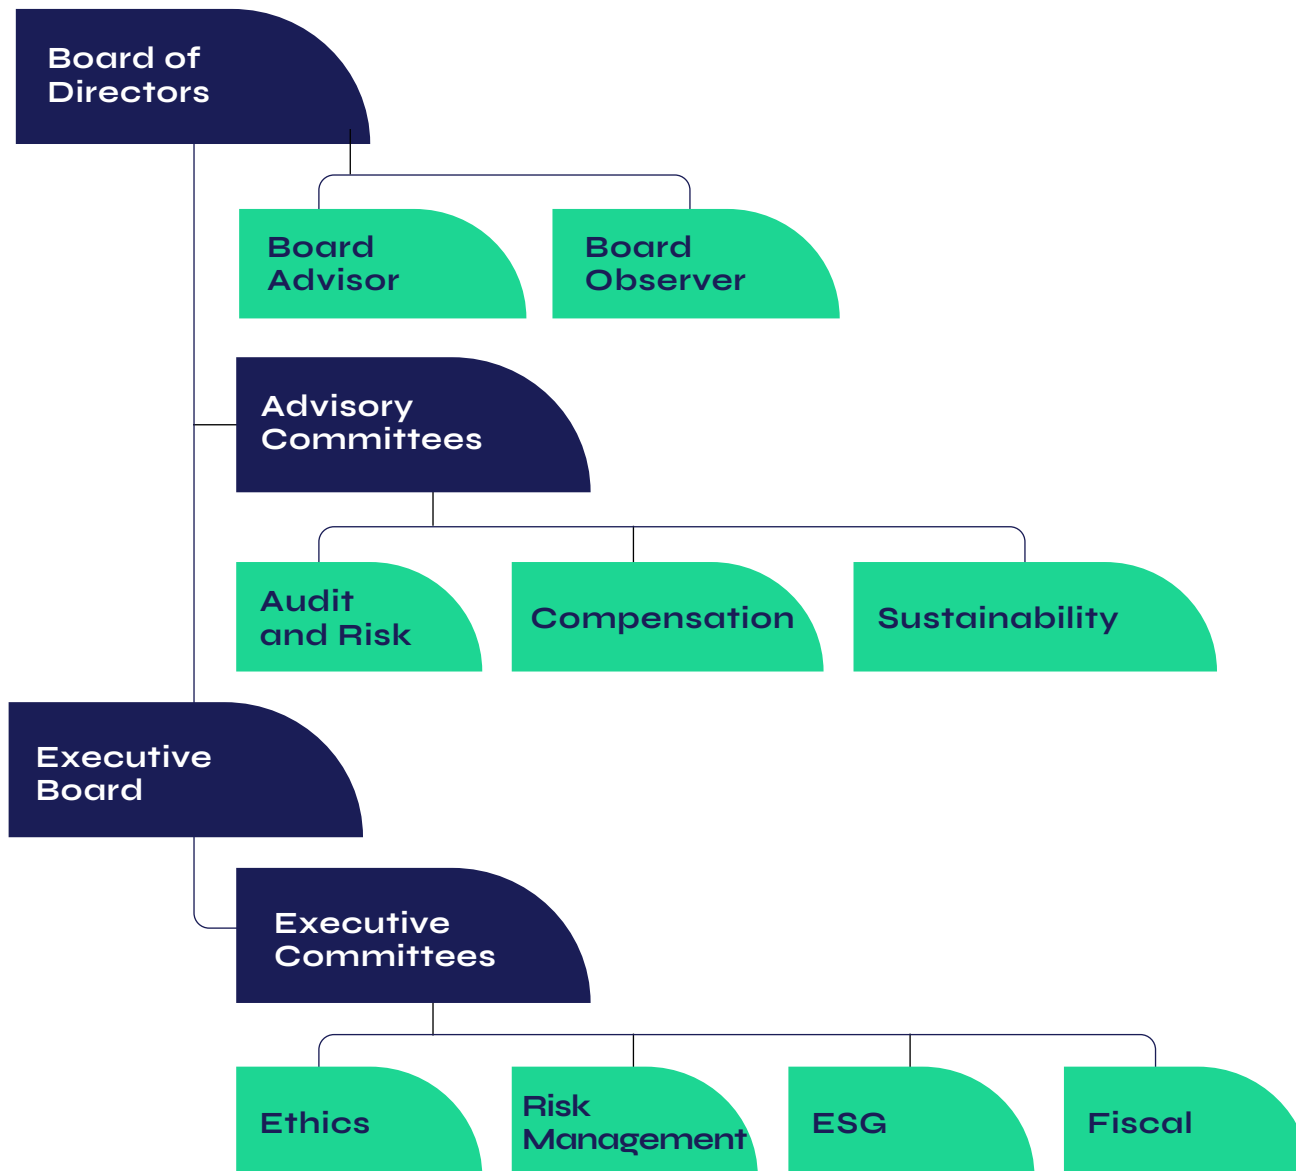 Board of
Directors
Board
Advisor
Board
Observer
Advisory
Committees
Audit
and Risk
Compensation
Sustainability
Executive
Board
Executive
Committees
Ethics
Risk
Management
ESG
Fiscal